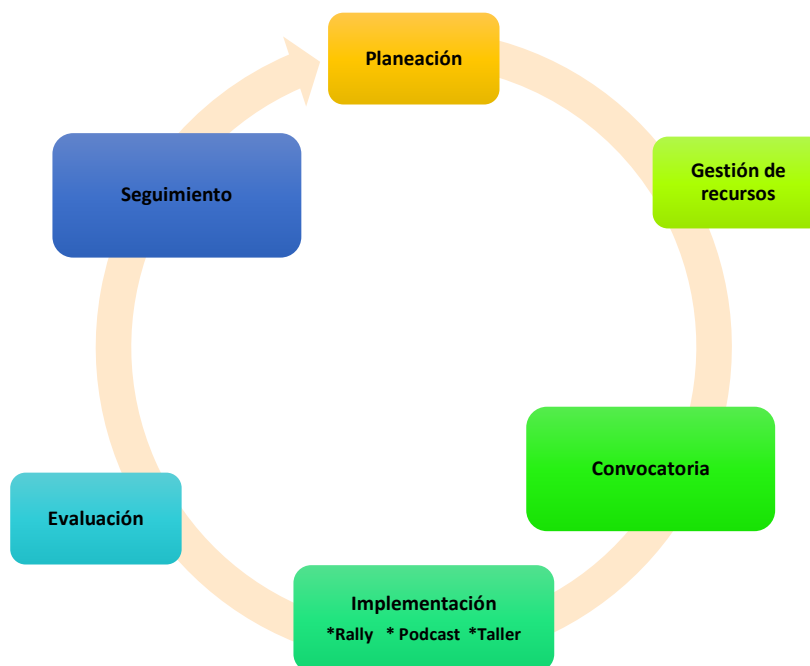 Planeación
Gestión de
recursos
Convocatoria
Implementación
*Rally * Podcast *Taller
Evaluación
Seguimiento